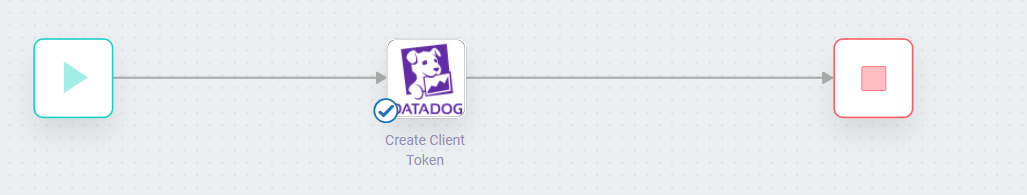 DATADOG
Create Client
Token